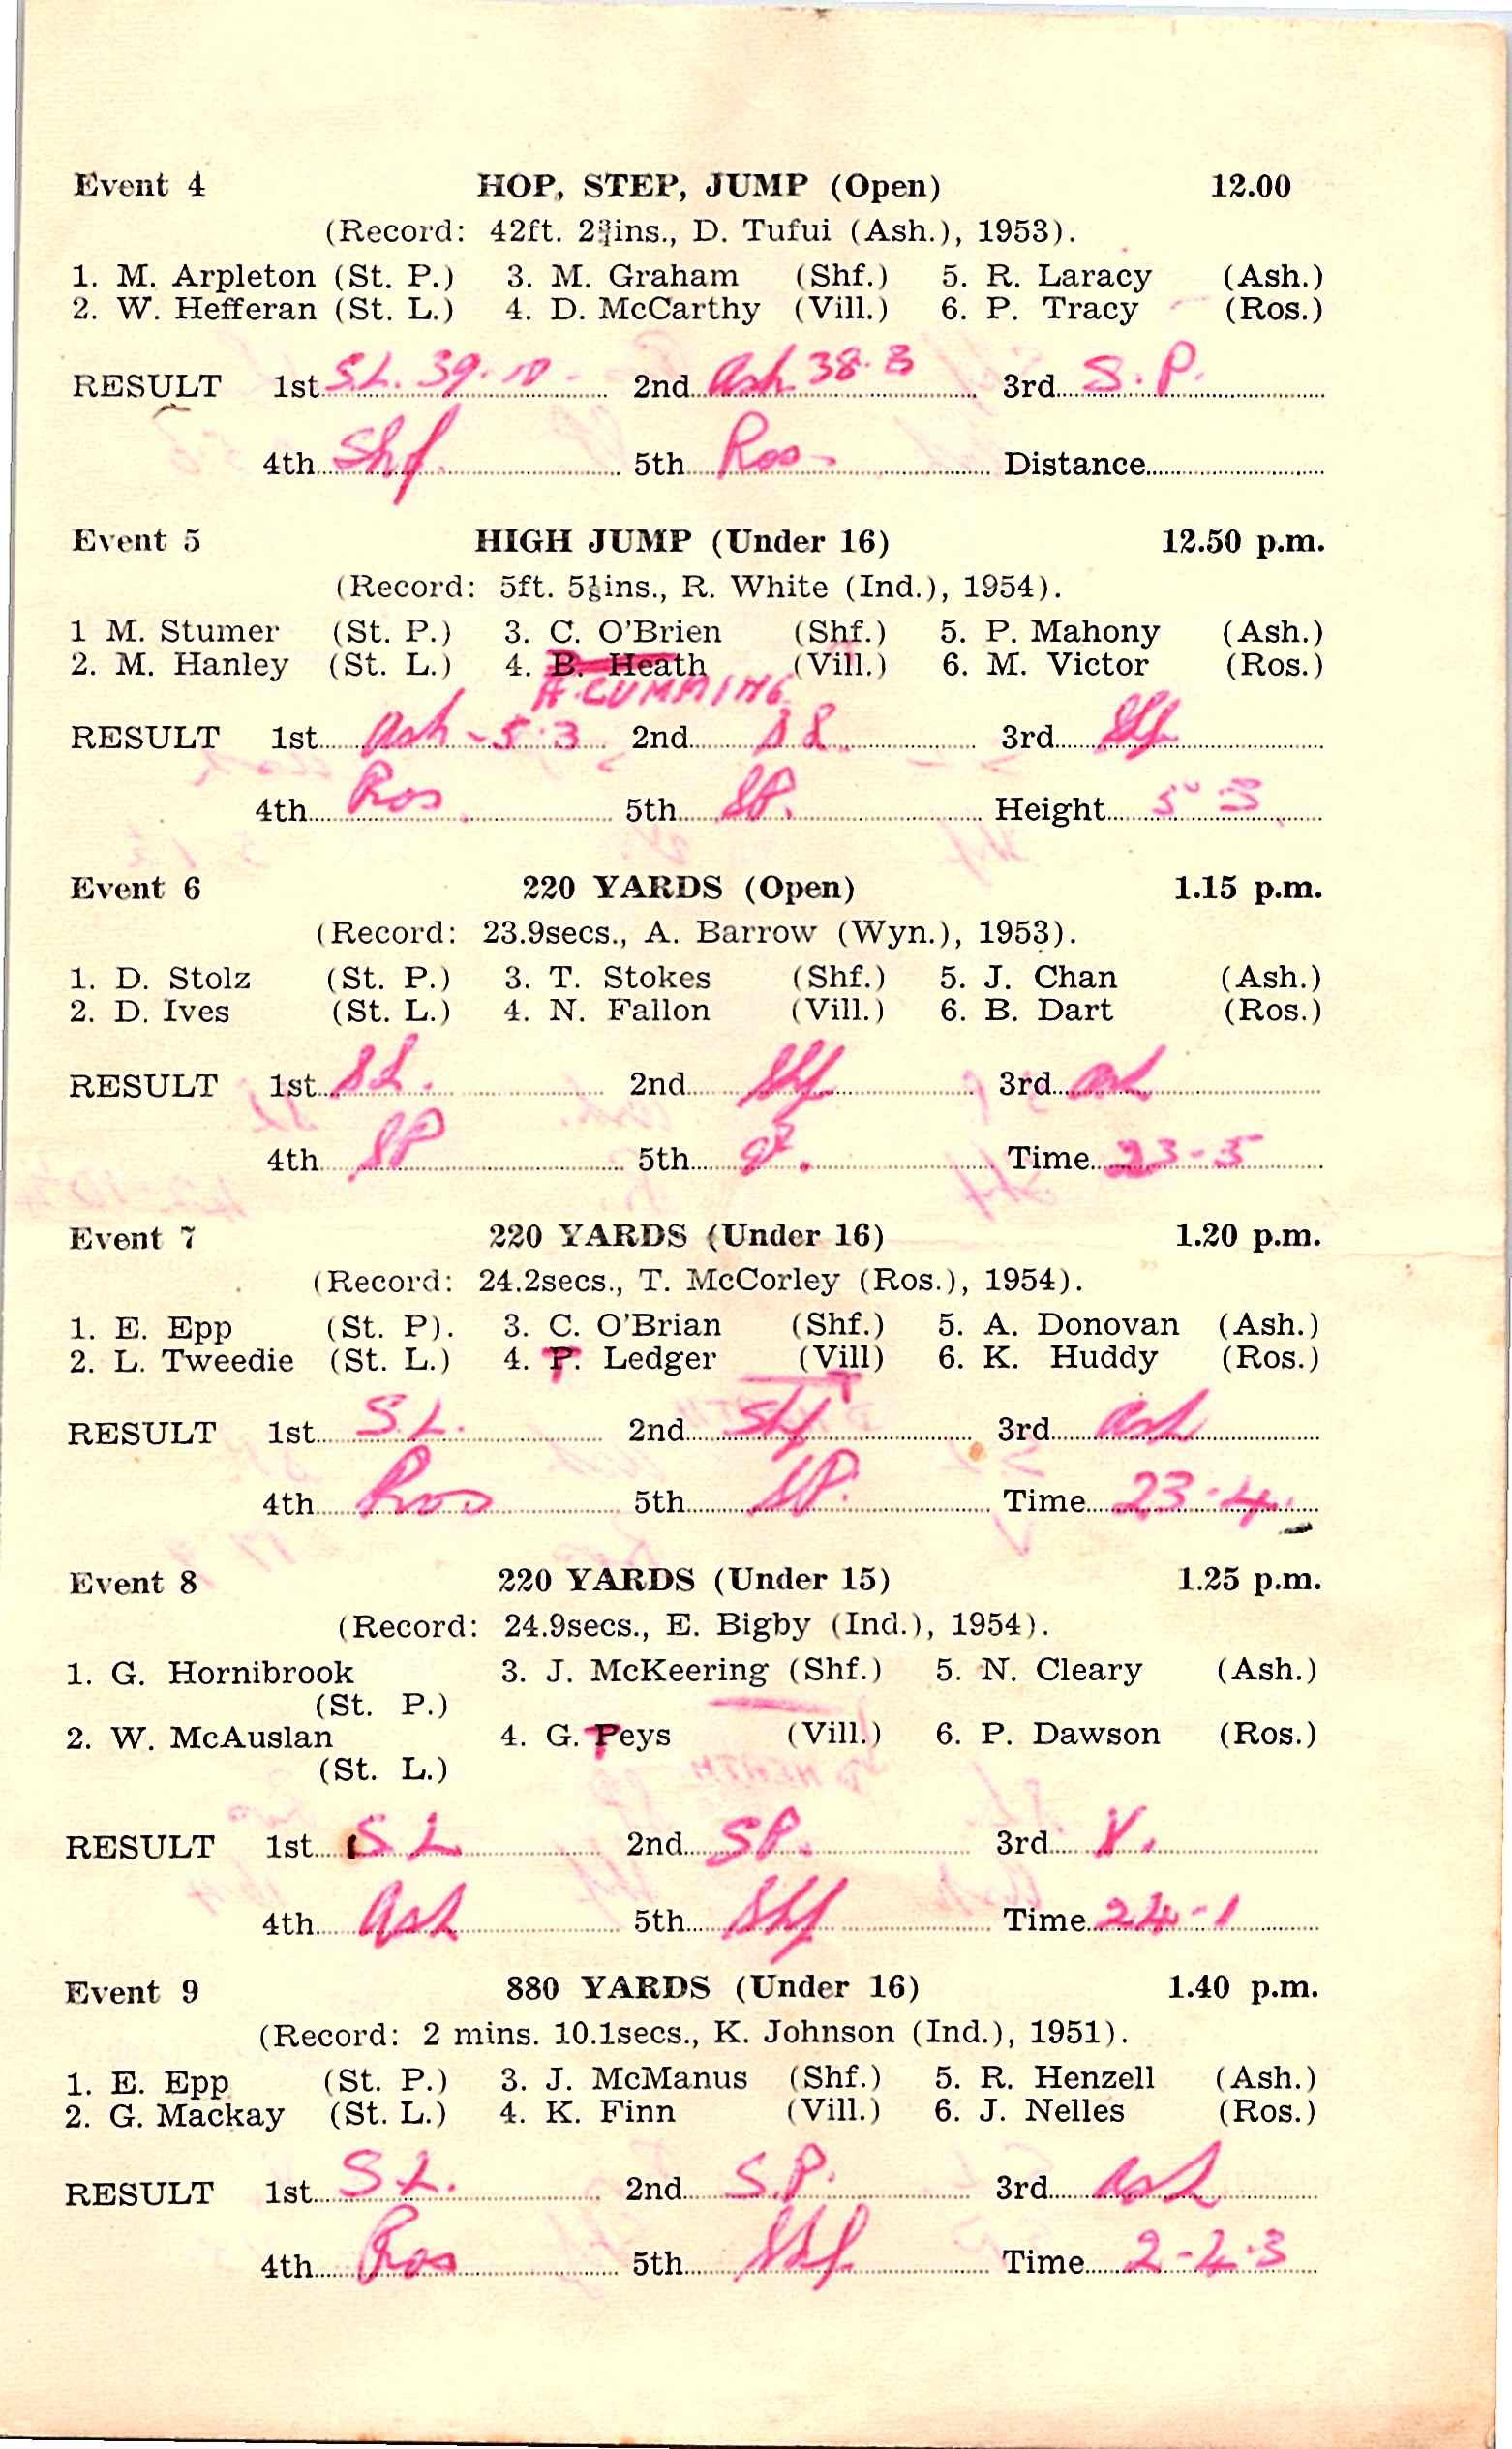 Event 4 HOP, STEP, JUMP (Open) 12.00
(Record: 42ft. 2¾ins., D. Tufui (Ash.), 1953).
1. M. Arpleton (St. P.) 3. M. Graham (Shf.) 5. R. Laracy (Ash.)
2. W. Hefferan (St. L.) 4. D. McCarthy (Vill.) 6. P. Tracy (Ros.)
RESULT 1st S.L. 39.10 2nd Ash 38.3 3rd S.P.
4th Shf 5th Ros Distance
Event 5 HIGH JUMP (Under 16) 12.50 p.m.
(Record: 5ft. 5ins., R. White (Ind.), 1954).
1 M. Stumer (St. P.) 3. C. O'Brien (Shf.) 5. P. Mahony (Ash.)
2. M. Hanley (St. L.) 4. B. Heath (Vill.) 6. M. Victor (Ros.)
A. CUMMING
RESULT 1st Ash - 5.3 2nd S L. 3rd Shf
4th Ros. 5th SP. Height 5" 3
Event 6 220 YARDS (Open) 1.15 p.m.
(Record: 23.9secs., A. Barrow (Wyn.), 1953).
1. D. Stolz (St. P.) 3. T. Stokes (Shf.) 5. J. Chan (Ash.)
2. D. Ives (St. L.) 4. N. Fallon (Vill.) 6. B. Dart (Ros.)
RESULT 1st S L. 2nd Shf 3rd Ash
4th SP 5th Time 23-5
Event 7 220 YARDS (Under 16) 1.20 p.m.
(Record: 24.2secs., T. McCorley (Ros.), 1954).
1. E. Epp (St. P). 3. C. O'Brian (Shf.) 5. A. Donovan (Ash.)
2. L. Tweedie (St. L.) 4. P. Ledger (Vill) 6. K. Huddy (Ros.)
RESULT 1st S.L. 2nd Shf 3rd Ash
4th Ros 5th SP. Time 23-4.
Event 8 220 YARDS (Under 15) 1.25 p.m.
(Record: 24.9secs., E. Bigby (Ind.), 1954).
1. G. Hornibrook 3. J. McKeering (Shf.) 5. N. Cleary (Ash.)
(St. P.)
2. W. McAuslan 4. G. Peys (Vill.) 6. P. Dawson (Ros.)
(St. L.)
RESULT 1st S L 2nd SP. 3rd V.
4th Ash 5th Shf Time 24-1
Event 9 880 YARDS (Under 16) 1.40 p.m.
(Record: 2 mins. 10.1secs., K. Johnson (Ind.), 1951).
1. E. Epp (St. P.) 3. J. McManus (Shf.) 5. R. Henzell (Ash.)
2. G. Mackay (St. L.) 4. K. Finn (Vill.) 6. J. Nelles (Ros.)
RESULT 1st S L. 2nd S.P. 3rd Ash
4th Ros 5th Shf. Time 2-4.3